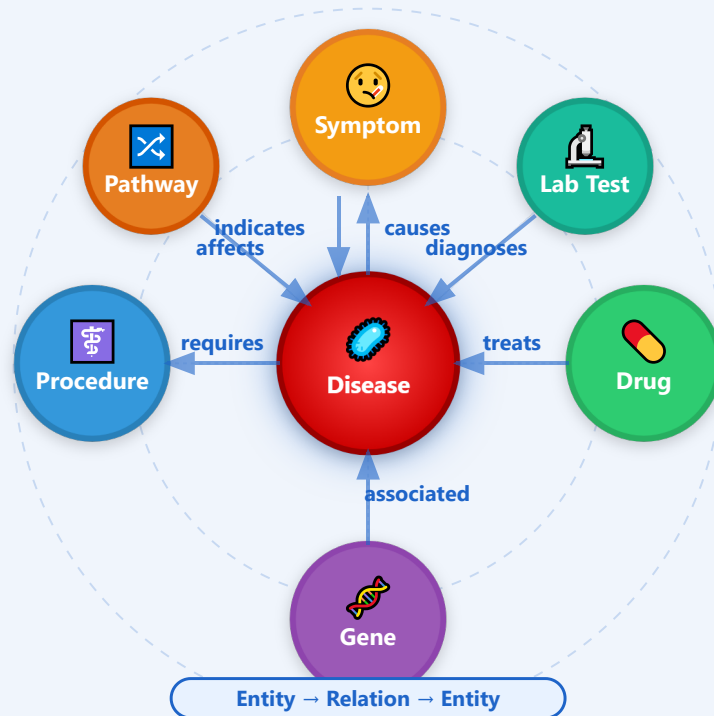 Symptom
Pathway
Lab Test
indicates
causes
affects
diagnoses
requires
treats
Procedure
Disease
Drug
associated
Gene
Entity → Relation → Entity